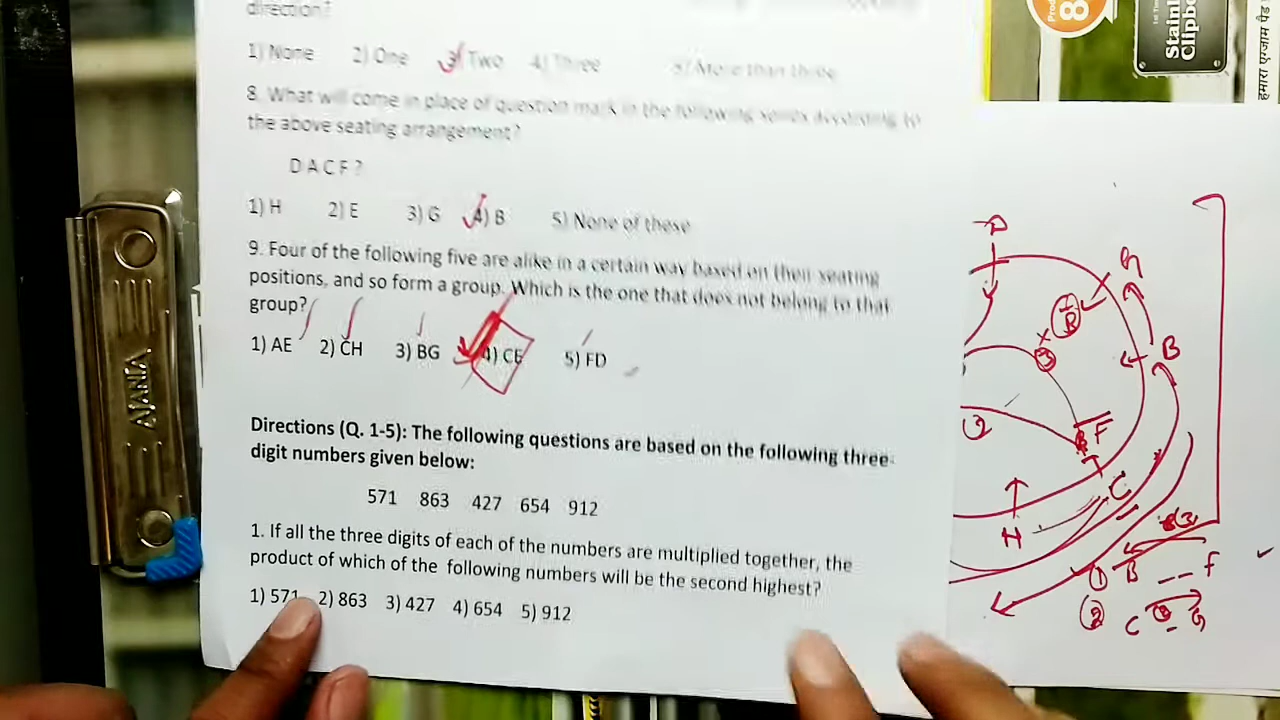 direction?
1) None 2) One 3) Two 4) Three 5) More than three
8. What will come in place of question mark in the following series according to
the above seating arrangement?
D A C F ?
1) H 2) E 3) G 4) B 5) None of these
9. Four of the following five are alike in a certain way based on their seating
positions, and so form a group. Which is the one that does not belong to that
group?
1) AE 2) CH 3) BG 4) CE 5) FD
Directions (Q. 1-5): The following questions are based on the following three-
digit numbers given below:
571 863 427 654 912
1. If all the three digits of each of the numbers are multiplied together, the
product of which of the following numbers will be the second highest?
1) 571 2) 863 3) 427 4) 654 5) 912
AJANTA
8
Stainl
Clipbo
हमारा एग्जाम पैड
D
B
F
C
H
① B _ _ F
② C